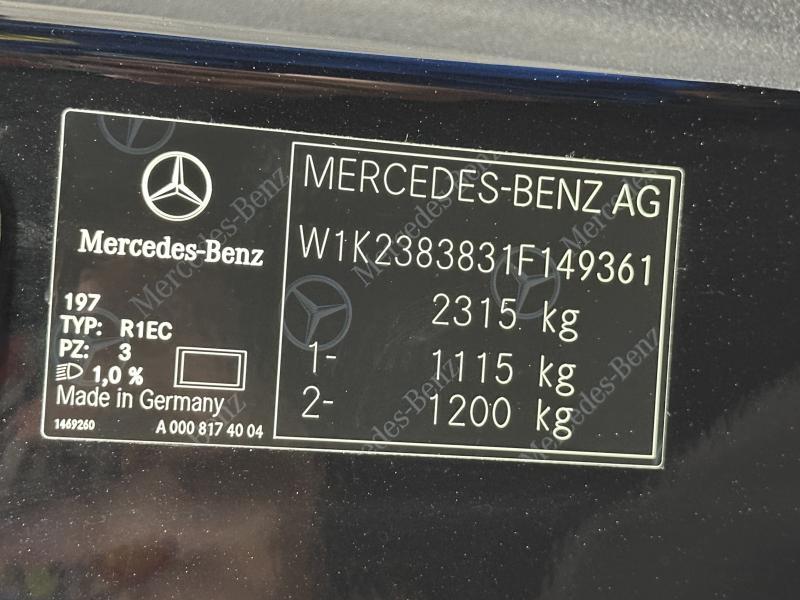 Mercedes-Benz
197
TYP: R1EC
PZ: 3
1,0 %
Made in Germany
1469260 A 000 817 40 04
MERCEDES-BENZ AG
W1K2383831F149361
2315 kg
1- 1115 kg
2- 1200 kg